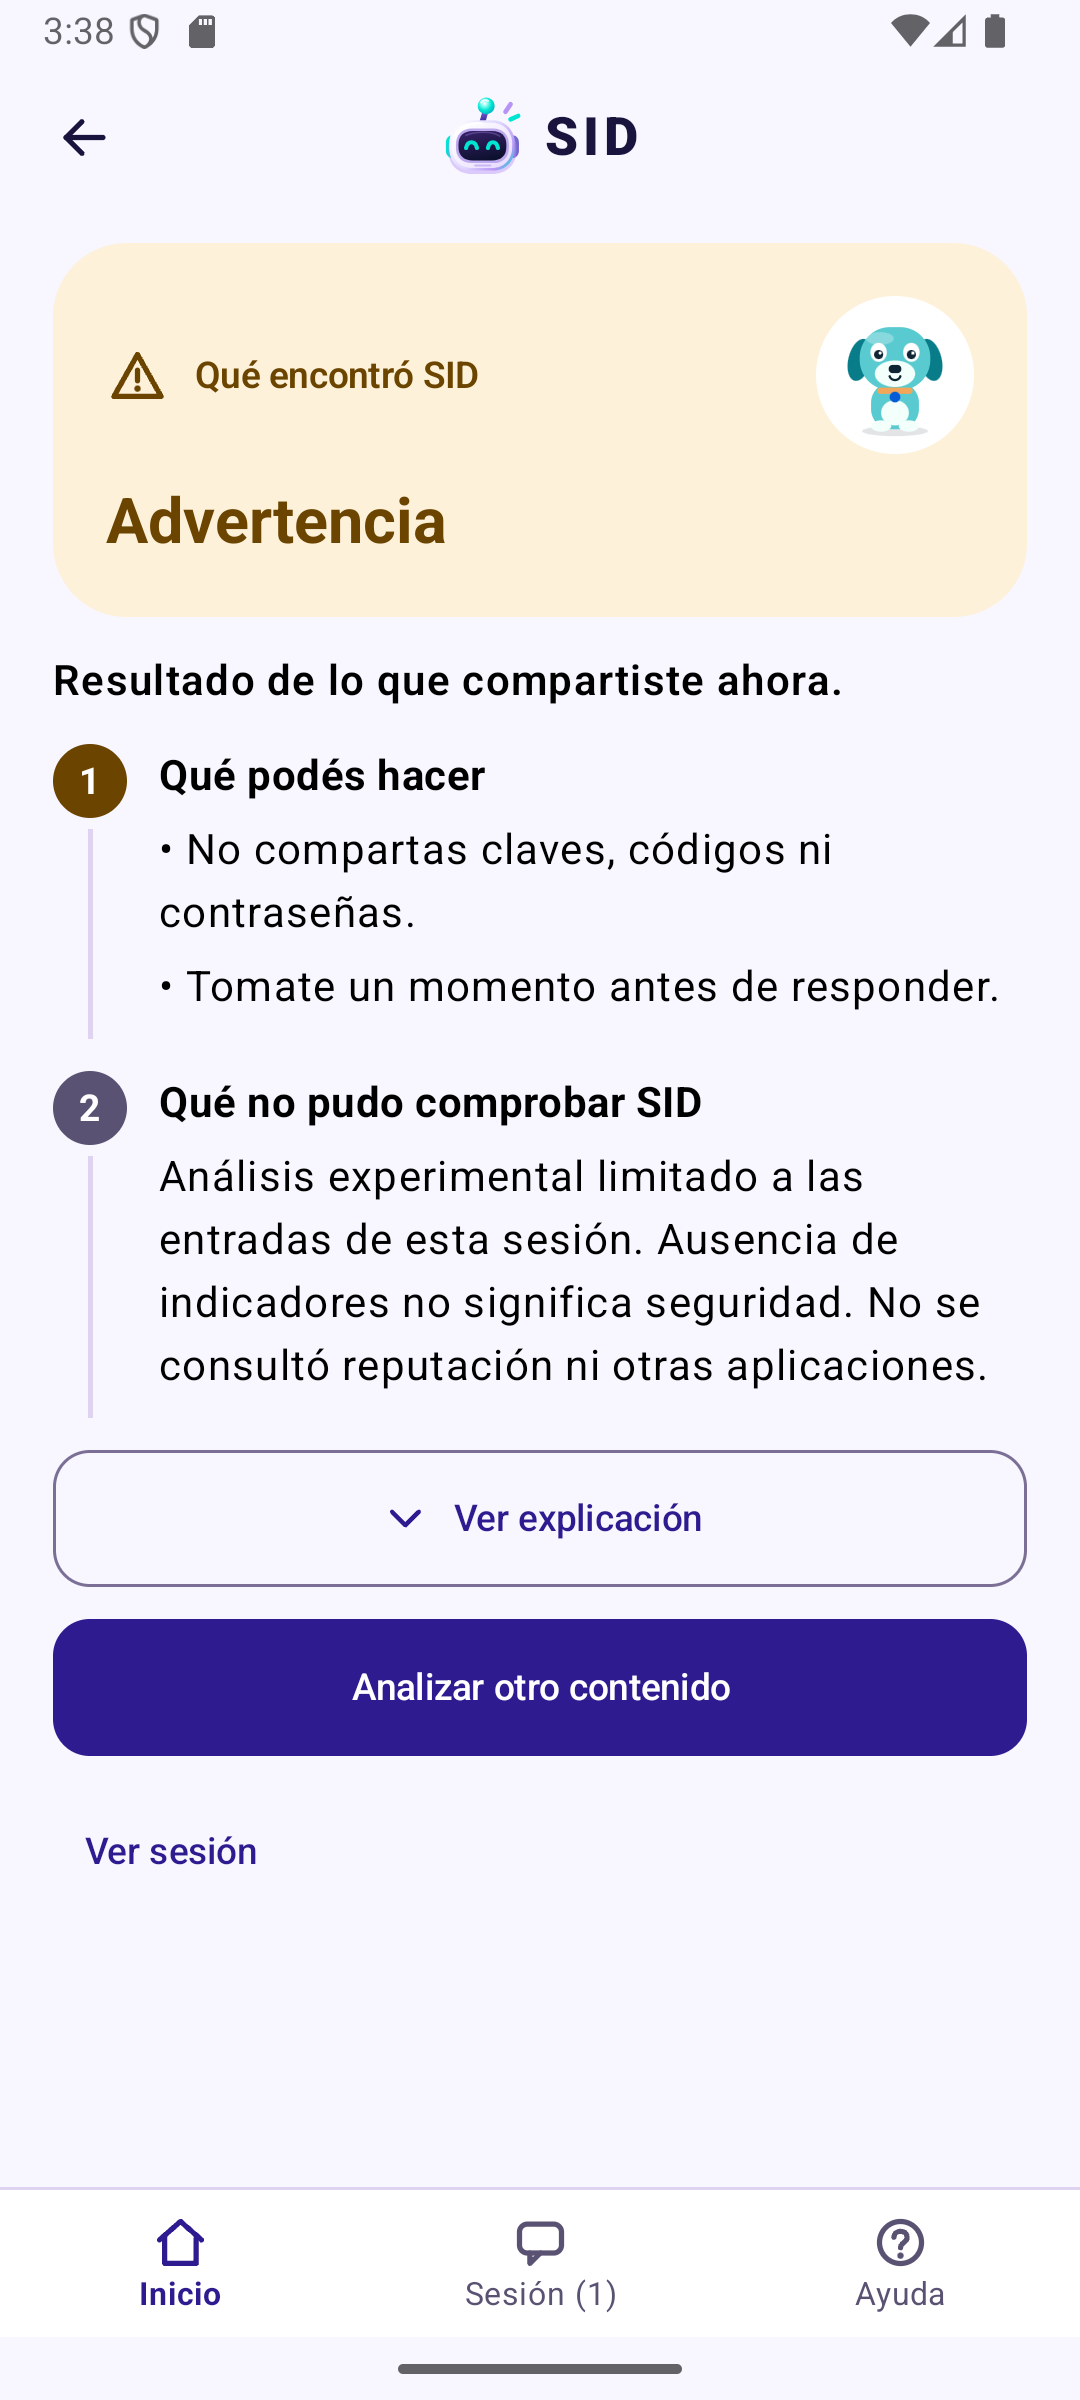 3:38
SID
Qué encontró SID
Advertencia
Resultado de lo que compartiste ahora.
1
Qué podés hacer
• No compartas claves, códigos ni
contraseñas.
• Tomate un momento antes de responder.
2
Qué no pudo comprobar SID
Análisis experimental limitado a las
entradas de esta sesión. Ausencia de
indicadores no significa seguridad. No se
consultó reputación ni otras aplicaciones.
Ver explicación
Analizar otro contenido
Ver sesión
Inicio
Sesión (1)
Ayuda